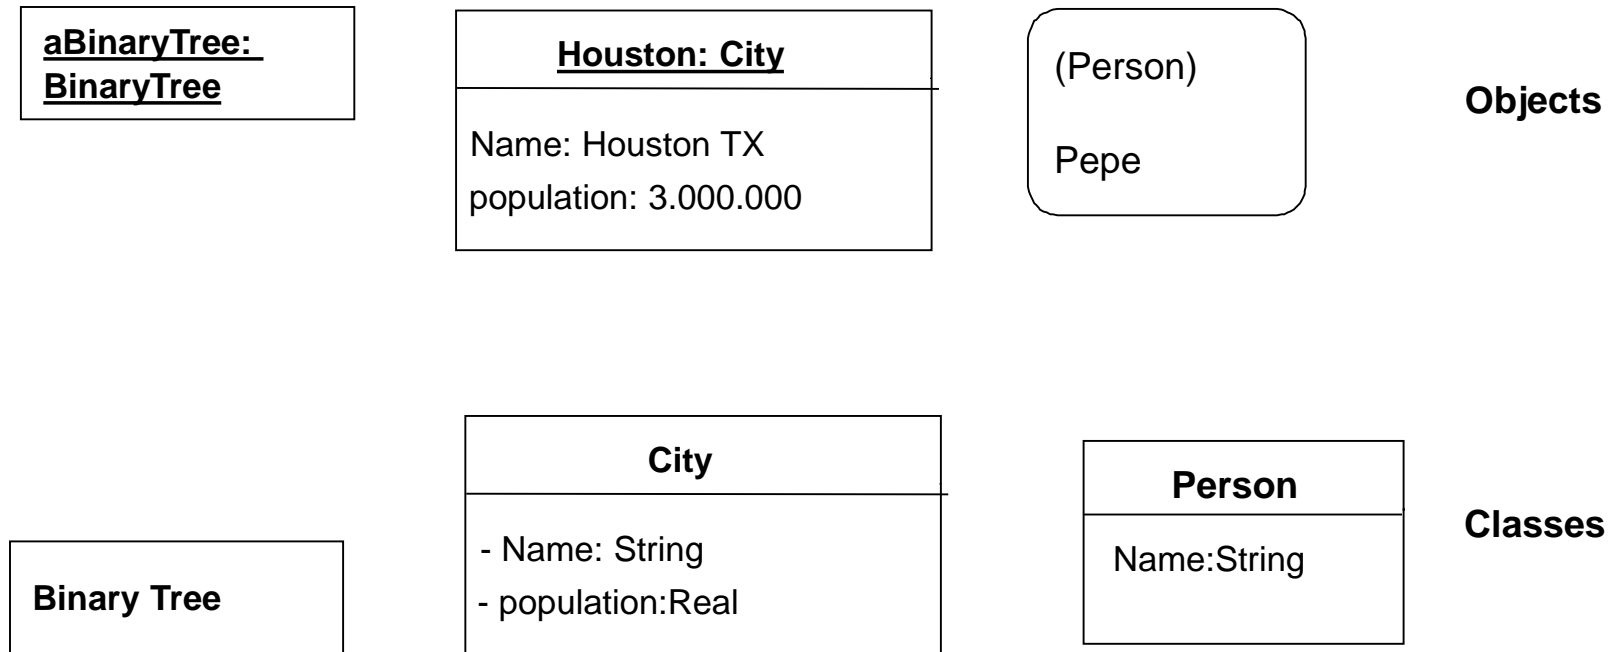 aBinaryTree:
BinaryTree
Houston: City
Name: Houston TX
population: 3.000.000
(Person)
Pepe
Objects
Binary Tree
City
- Name: String
- population:Real
Person
Name:String
Classes